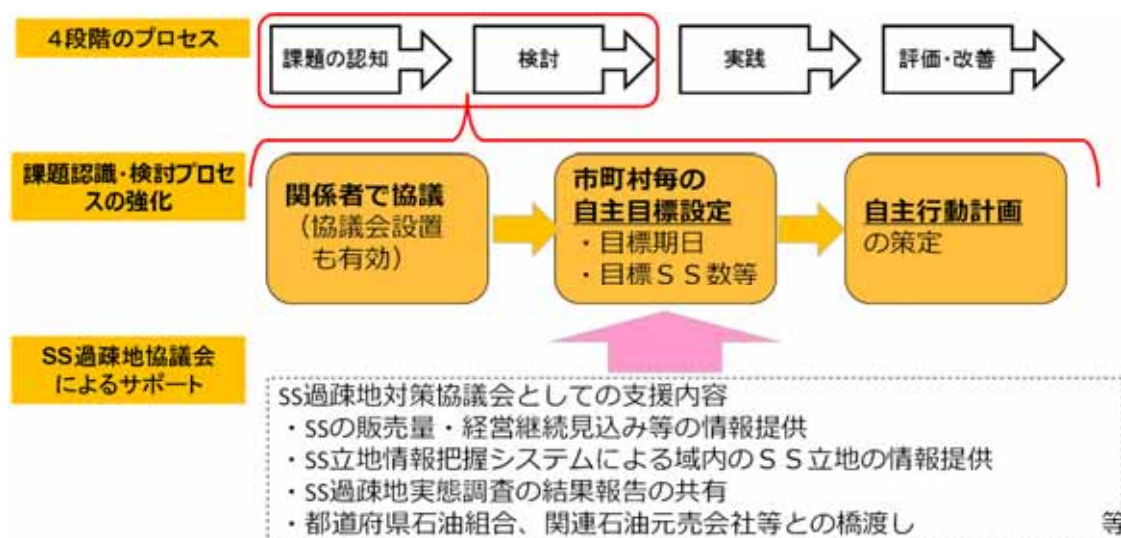 4段階のプロセス
課題の認知
検討
実践
評価・改善
課題認識・検討プロセ
スの強化
関係者で協議
（協議会設置
も有効）
市町村毎の
自主目標設定
・目標期日
・目標ＳＳ数等
自主行動計画
の策定
SS過疎地協議会
によるサポート
SS過疎地対策協議会としての支援内容
・SSの販売量・経営継続見込み等の情報提供
・SS立地情報把握システムによる域内のＳＳ立地の情報提供
・SS過疎地実態調査の結果報告の共有
・都道府県石油組合、関連石油元売会社等との橋渡し 等